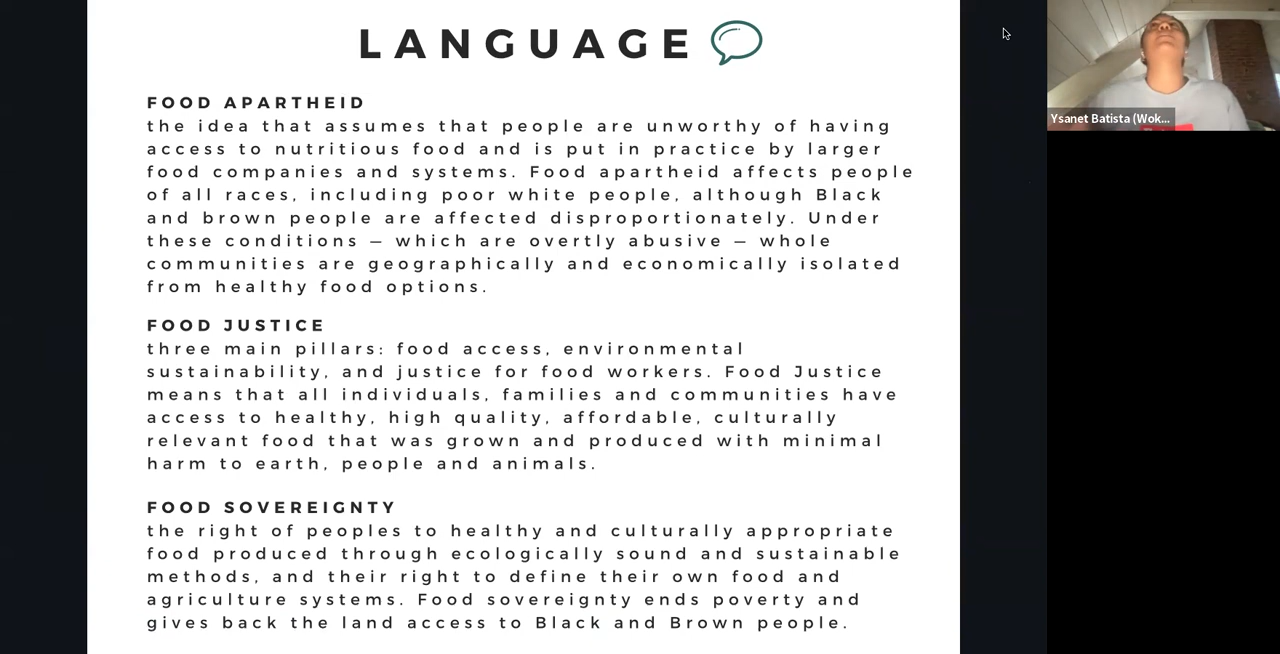 LANGUAGE
FOOD APARTHEID
the idea that assumes that people are unworthy of having
access to nutritious food and is put in practice by larger
food companies and systems. Food apartheid affects people
of all races, including poor white people, although Black
and brown people are affected disproportionately. Under
these conditions — which are overtly abusive — whole
communities are geographically and economically isolated
from healthy food options.
FOOD JUSTICE
three main pillars: food access, environmental
sustainability, and justice for food workers. Food Justice
means that all individuals, families and communities have
access to healthy, high quality, affordable, culturally
relevant food that was grown and produced with minimal
harm to earth, people and animals.
FOOD SOVEREIGNTY
the right of peoples to healthy and culturally appropriate
food produced through ecologically sound and sustainable
methods, and their right to define their own food and
agriculture systems. Food sovereignty ends poverty and
gives back the land access to Black and Brown people.
Ysanet Batista (Wok...